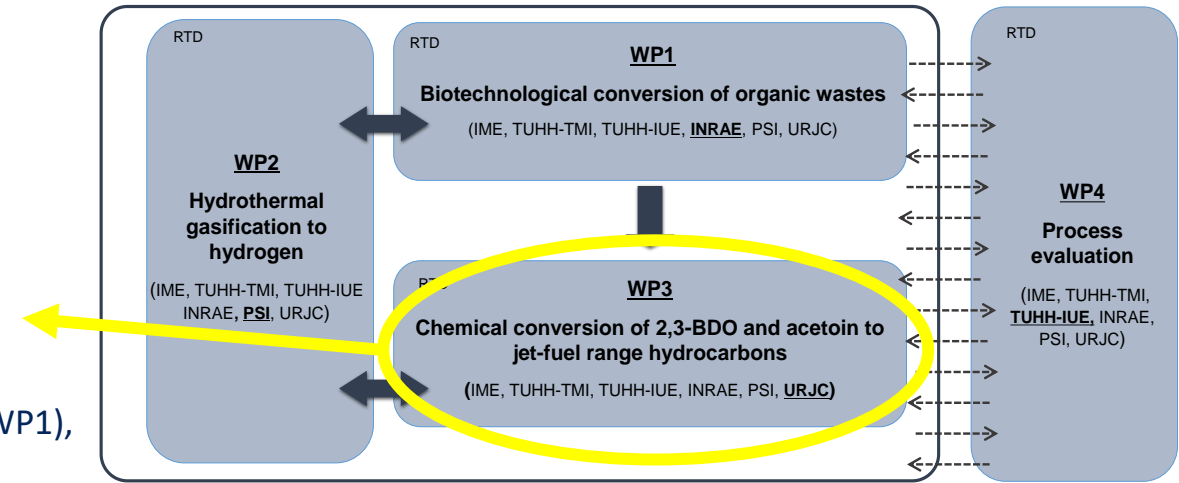 RTD
WP2
Hydrothermal
gasification to
hydrogen
(IME, TUHH-TMI, TUHH-IUE
INRAE, PSI, URJC)
RTD
WP1
Biotechnological conversion of organic wastes
(IME, TUHH-TMI, TUHH-IUE, INRAE, PSI, URJC)
WP3
Chemical conversion of 2,3-BDO and acetoin to
jet-fuel range hydrocarbons
(IME, TUHH-TMI, TUHH-IUE, INRAE, PSI, URJC)
RTD
WP4
Process
evaluation
(IME, TUHH-TMI,
TUHH-IUE, INRAE,
PSI, URJC)
WP1),